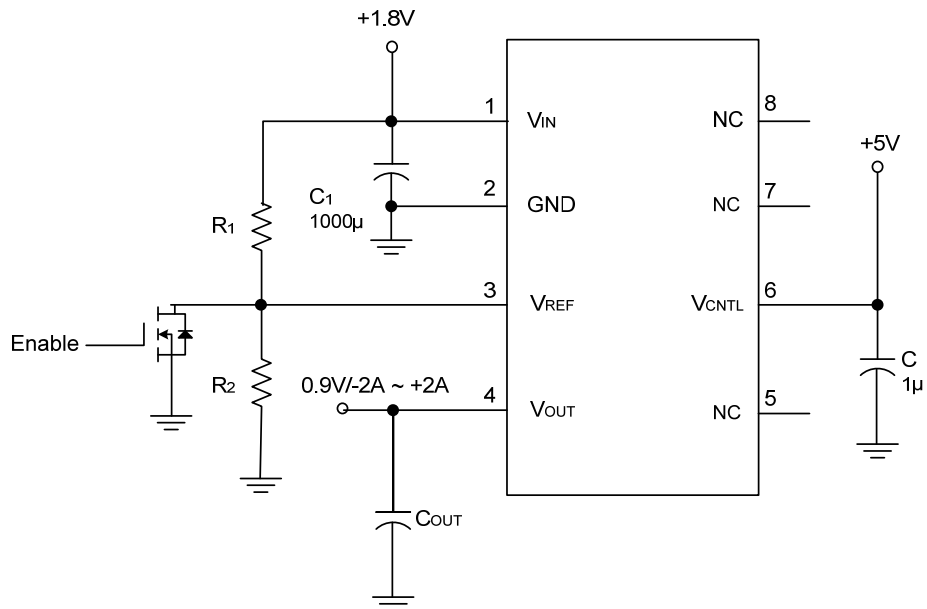 +1.8V
1
VIN
NC
8
+5V
C1
1000µ
2
GND
NC
7
R1
3
VREF
VCNTL
6
Enable
R2
0.9V/-2A ~ +2A
4
VOUT
NC
5
C
1µ
COUT